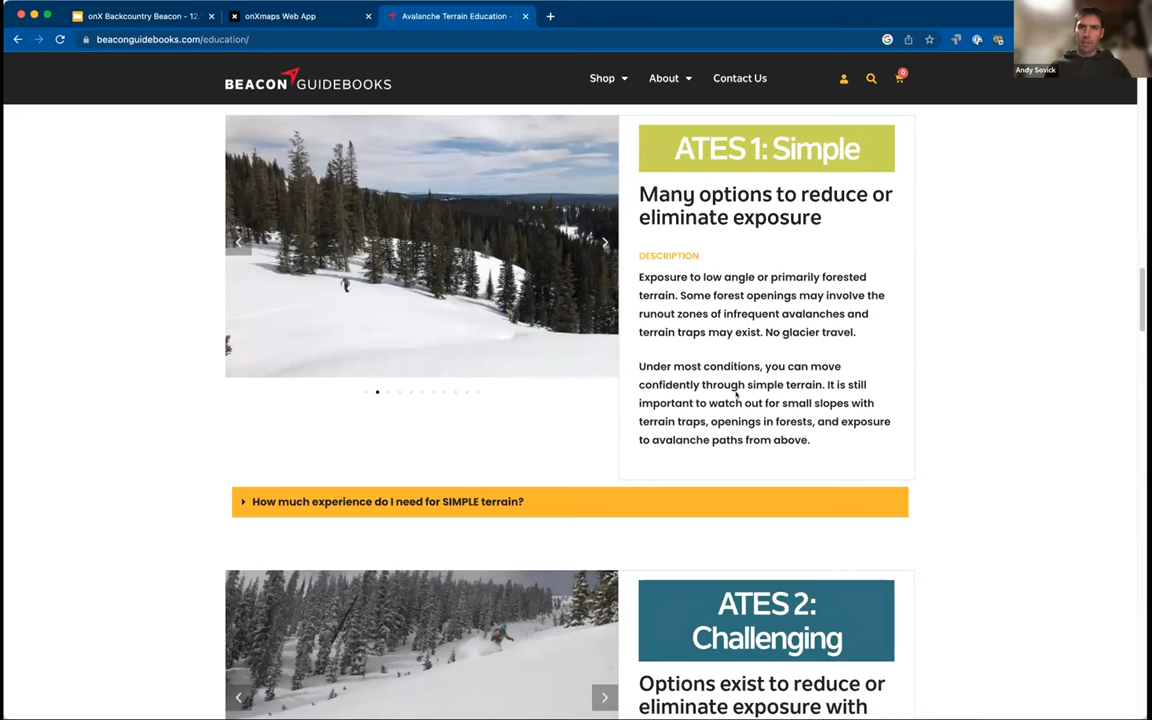 onX Backcountry Beacon - 12.
onXmaps Web App
Avalanche Terrain Education -
beaconguidebooks.com/education/
Andy Sovick
BEACON GUIDEBOOKS
Shop
About
Contact Us
0
ATES 1: Simple
Many options to reduce or
eliminate exposure
DESCRIPTION
Exposure to low angle or primarily forested
terrain. Some forest openings may involve the
runout zones of infrequent avalanches and
terrain traps may exist. No glacier travel.
Under most conditions, you can move
confidently through simple terrain. It is still
important to watch out for small slopes with
terrain traps, openings in forests, and exposure
to avalanche paths from above.
How much experience do I need for SIMPLE terrain?
ATES 2:
Challenging
Options exist to reduce or
eliminate exposure with